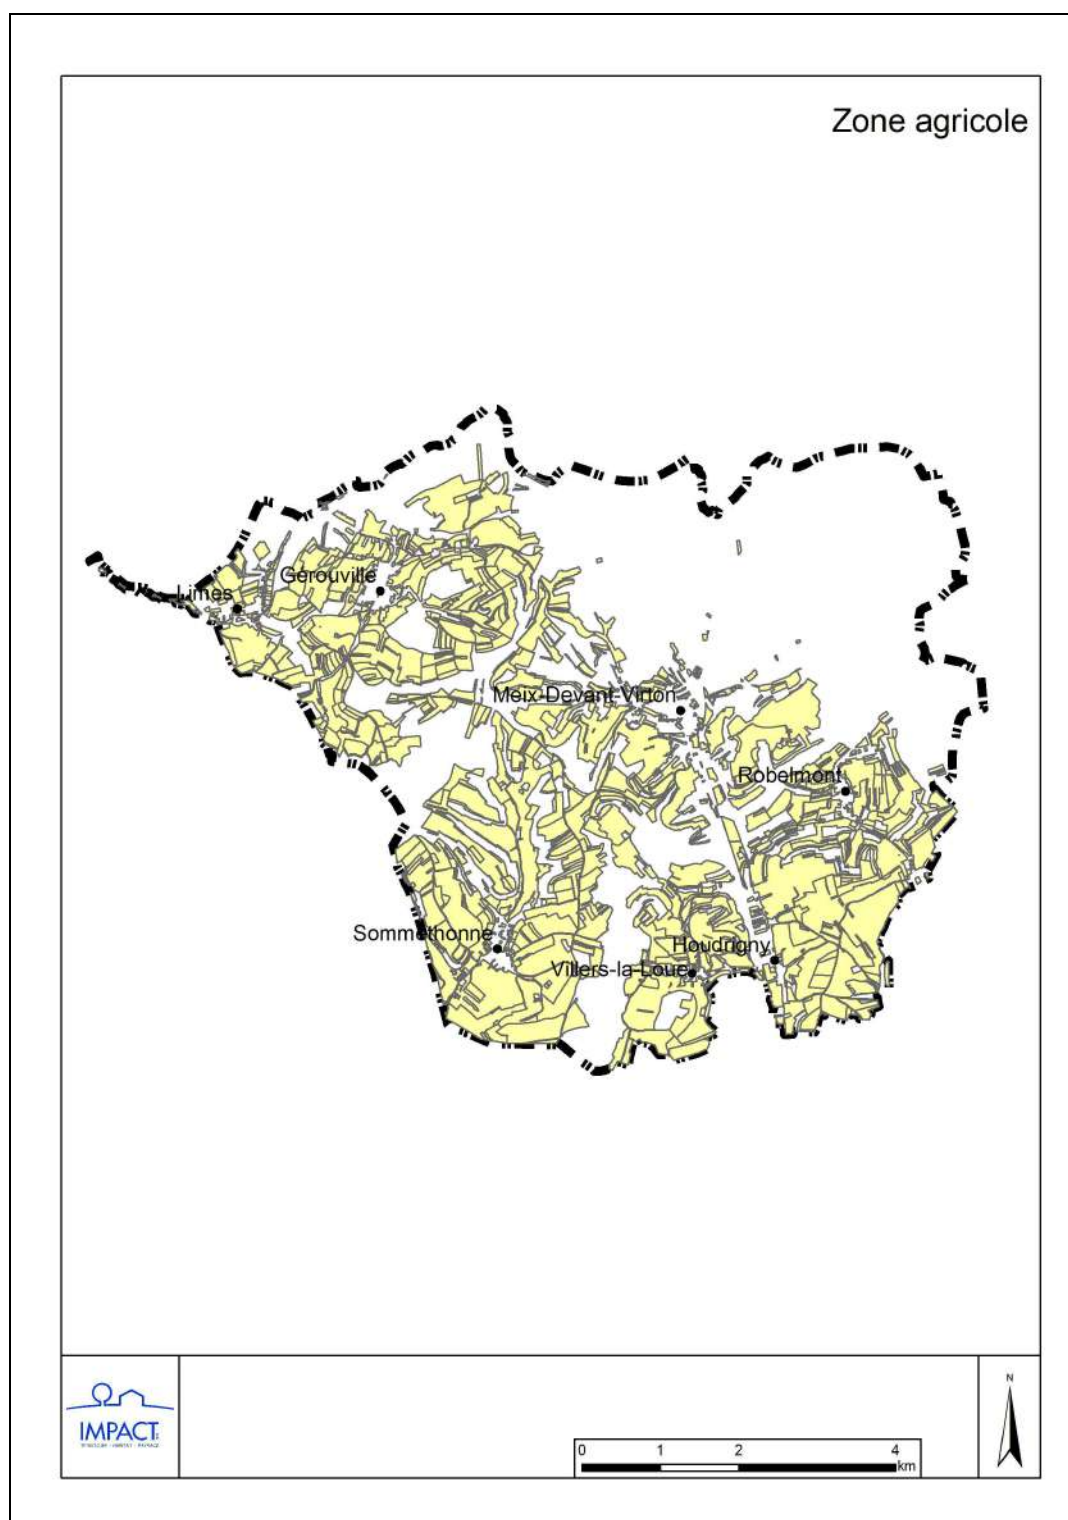 Zone agricole
Gérouville
Limes
Meix-Devant-Virton
Robelmont
Sommethonne
Houdrigny
Villers-la-Loue
IMPACT
N
0 1 2 4
km